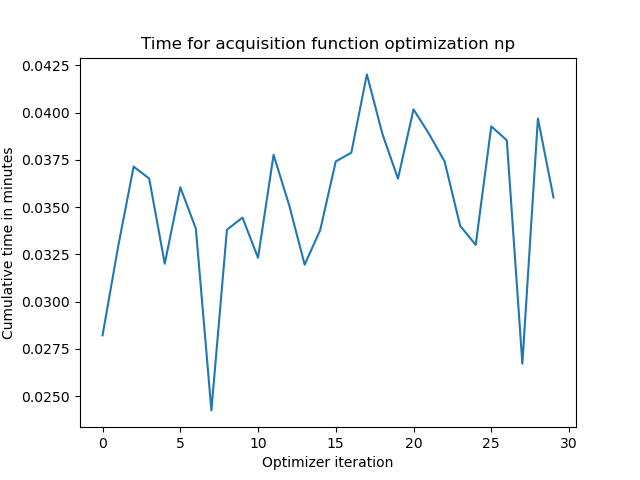 Time for acquisition function optimization np
Cumulative time in minutes
0.0425
0.0400
0.0375
0.0350
0.0325
0.0300
0.0275
0.0250
0 5 10 15 20 25 30
Optimizer iteration